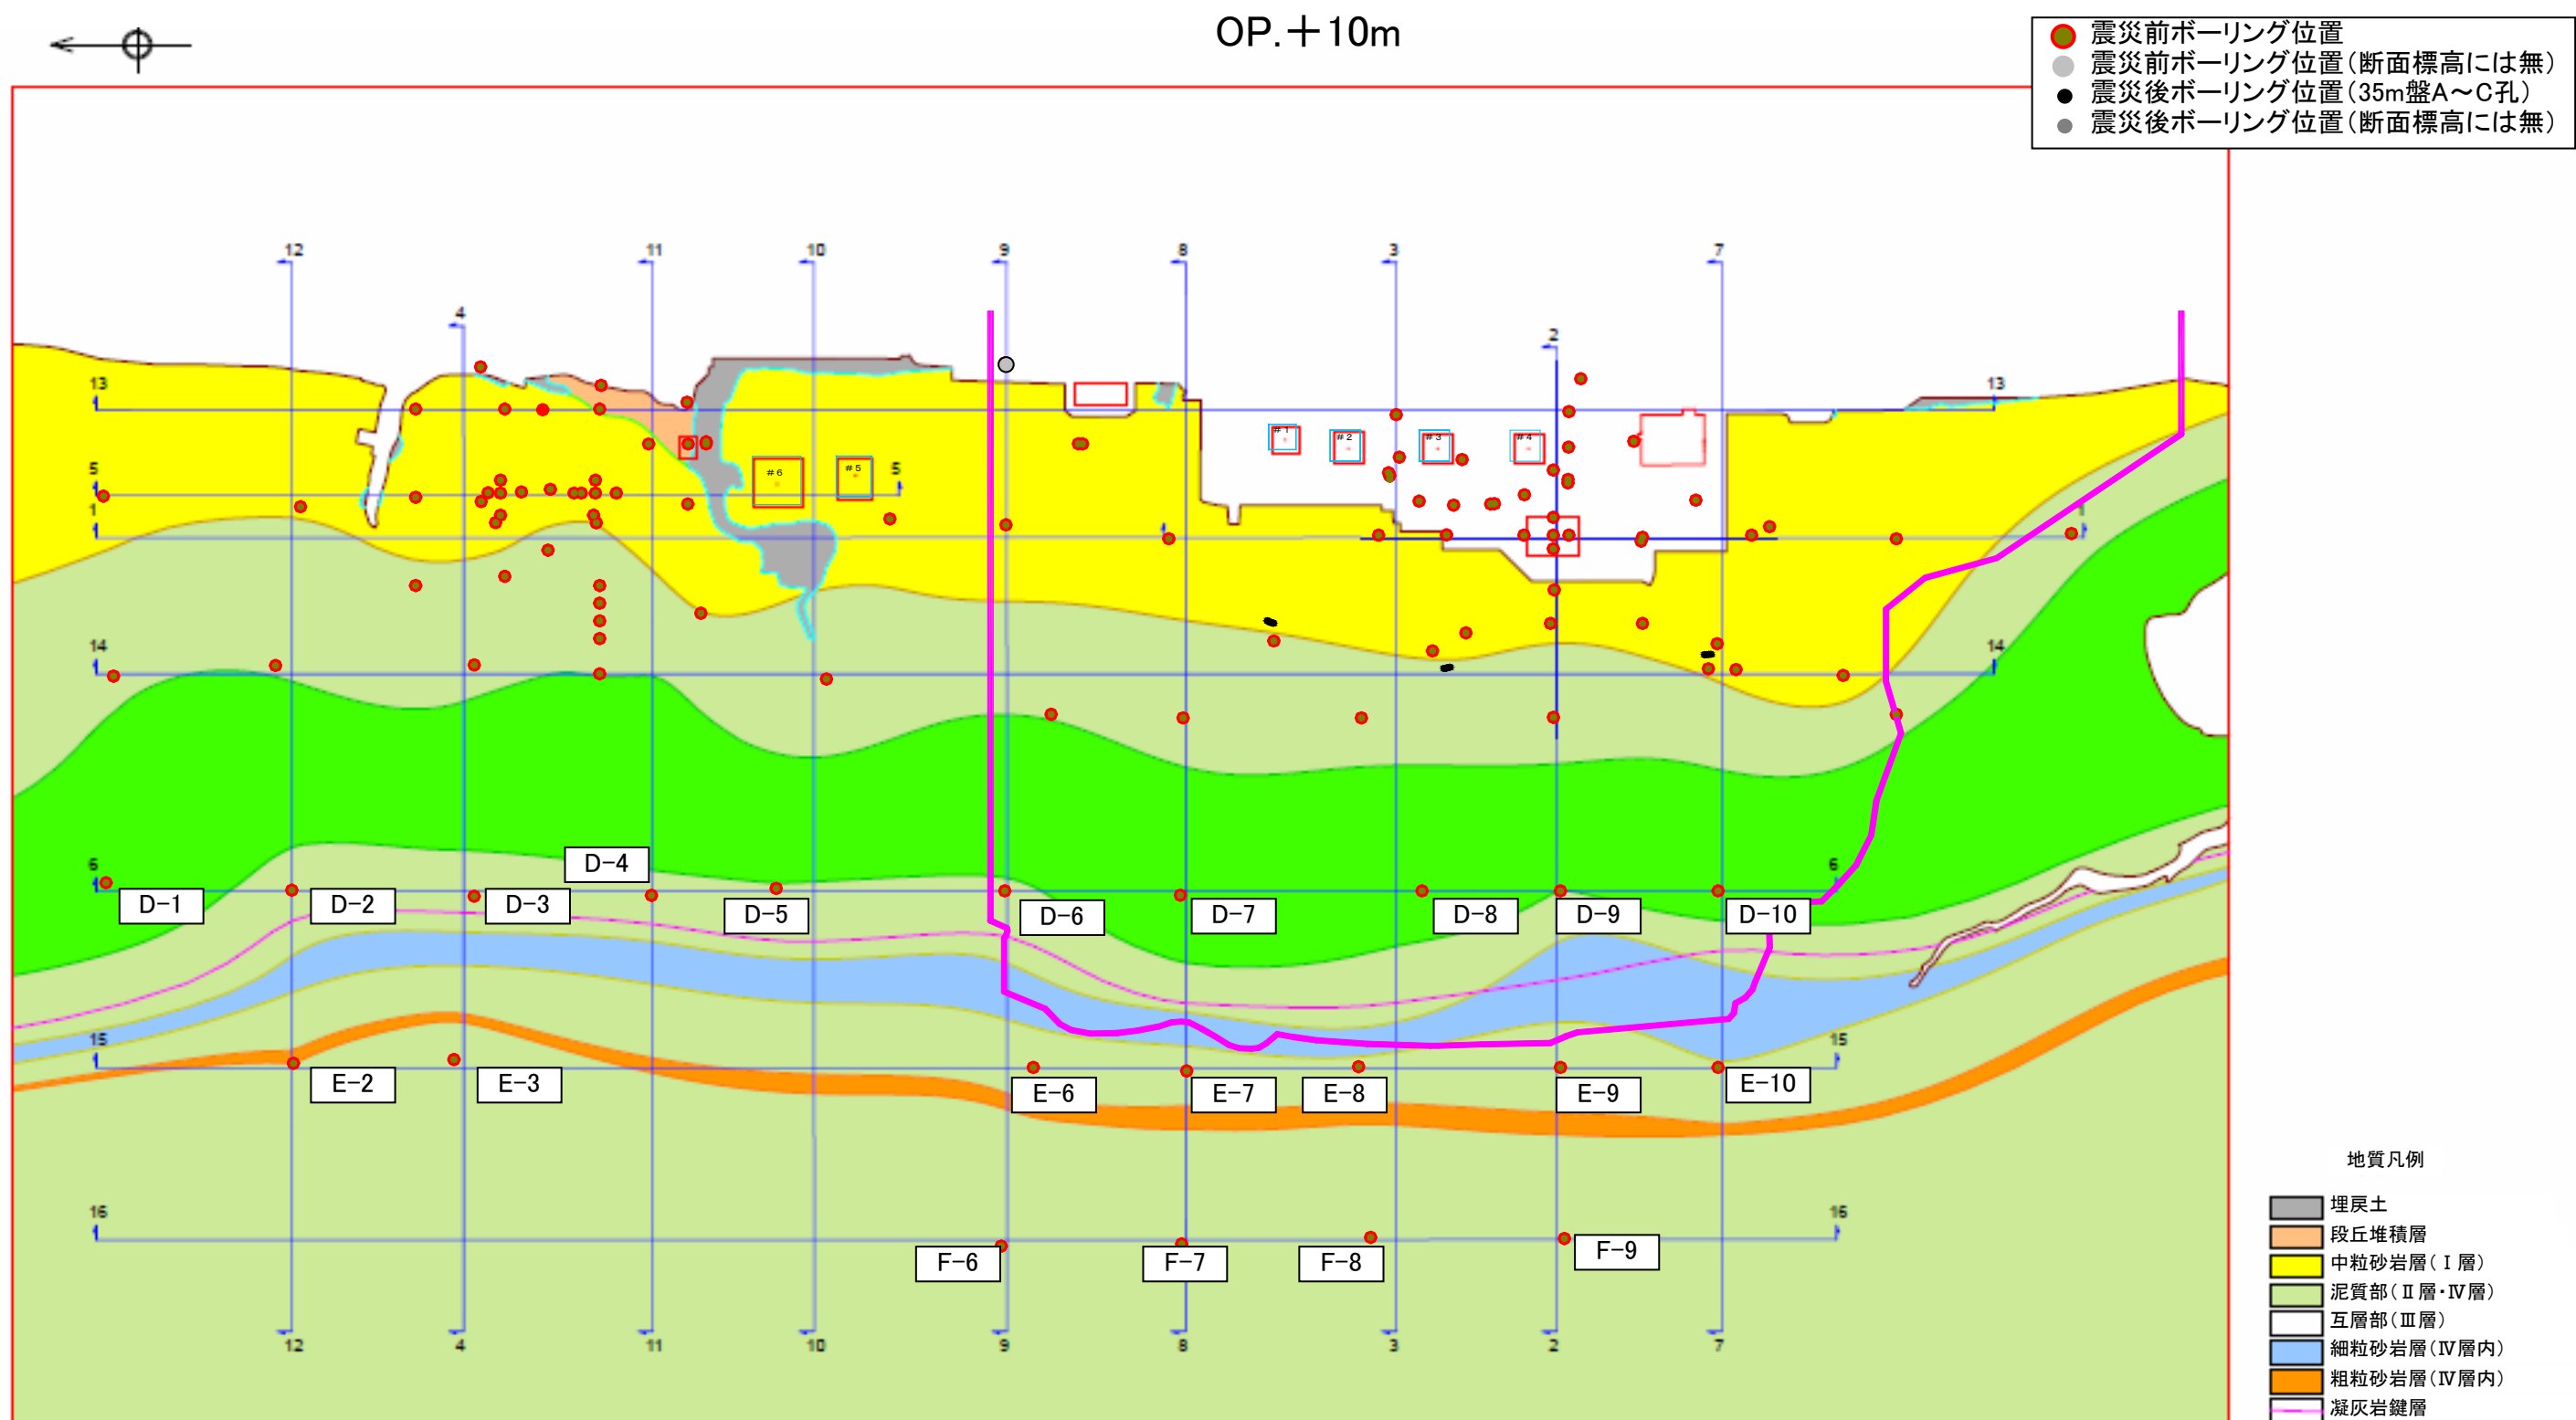 OP.＋10m
震災前ボーリング位置
震災前ボーリング位置(断面標高には無)
震災後ボーリング位置(35m盤A～C孔)
震災後ボーリング位置(断面標高には無)
12 11 10 9 8 3 7
4 2
13 13
#1 #2 #3 #4
5 #6 #5 5
1 1
14 14
D-4
6 6
D-1 D-2 D-3 D-5 D-6 D-7 D-8 D-9 D-10
15 15
E-2 E-3 E-6 E-7 E-8 E-9 E-10
16 16
F-6 F-7 F-8 F-9
12 4 11 10 9 8 3 2 7
地質凡例
埋戻土
段丘堆積層
中粒砂岩層(Ⅰ層)
泥質部(Ⅱ層・Ⅳ層)
互層部(Ⅲ層)
細粒砂岩層(Ⅳ層内)
粗粒砂岩層(Ⅳ層内)
凝灰岩鍵層